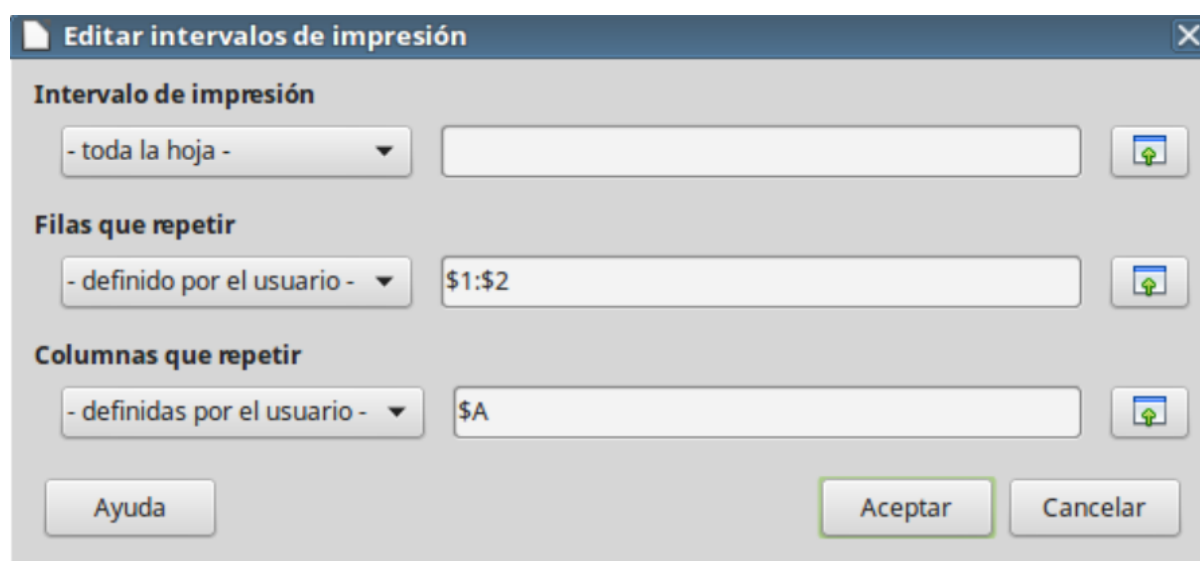 Editar intervalos de impresión
Intervalo de impresión
- toda la hoja -
Filas que repetir
- definido por el usuario - $1:$2
Columnas que repetir
- definidas por el usuario - $A
Ayuda Aceptar Cancelar